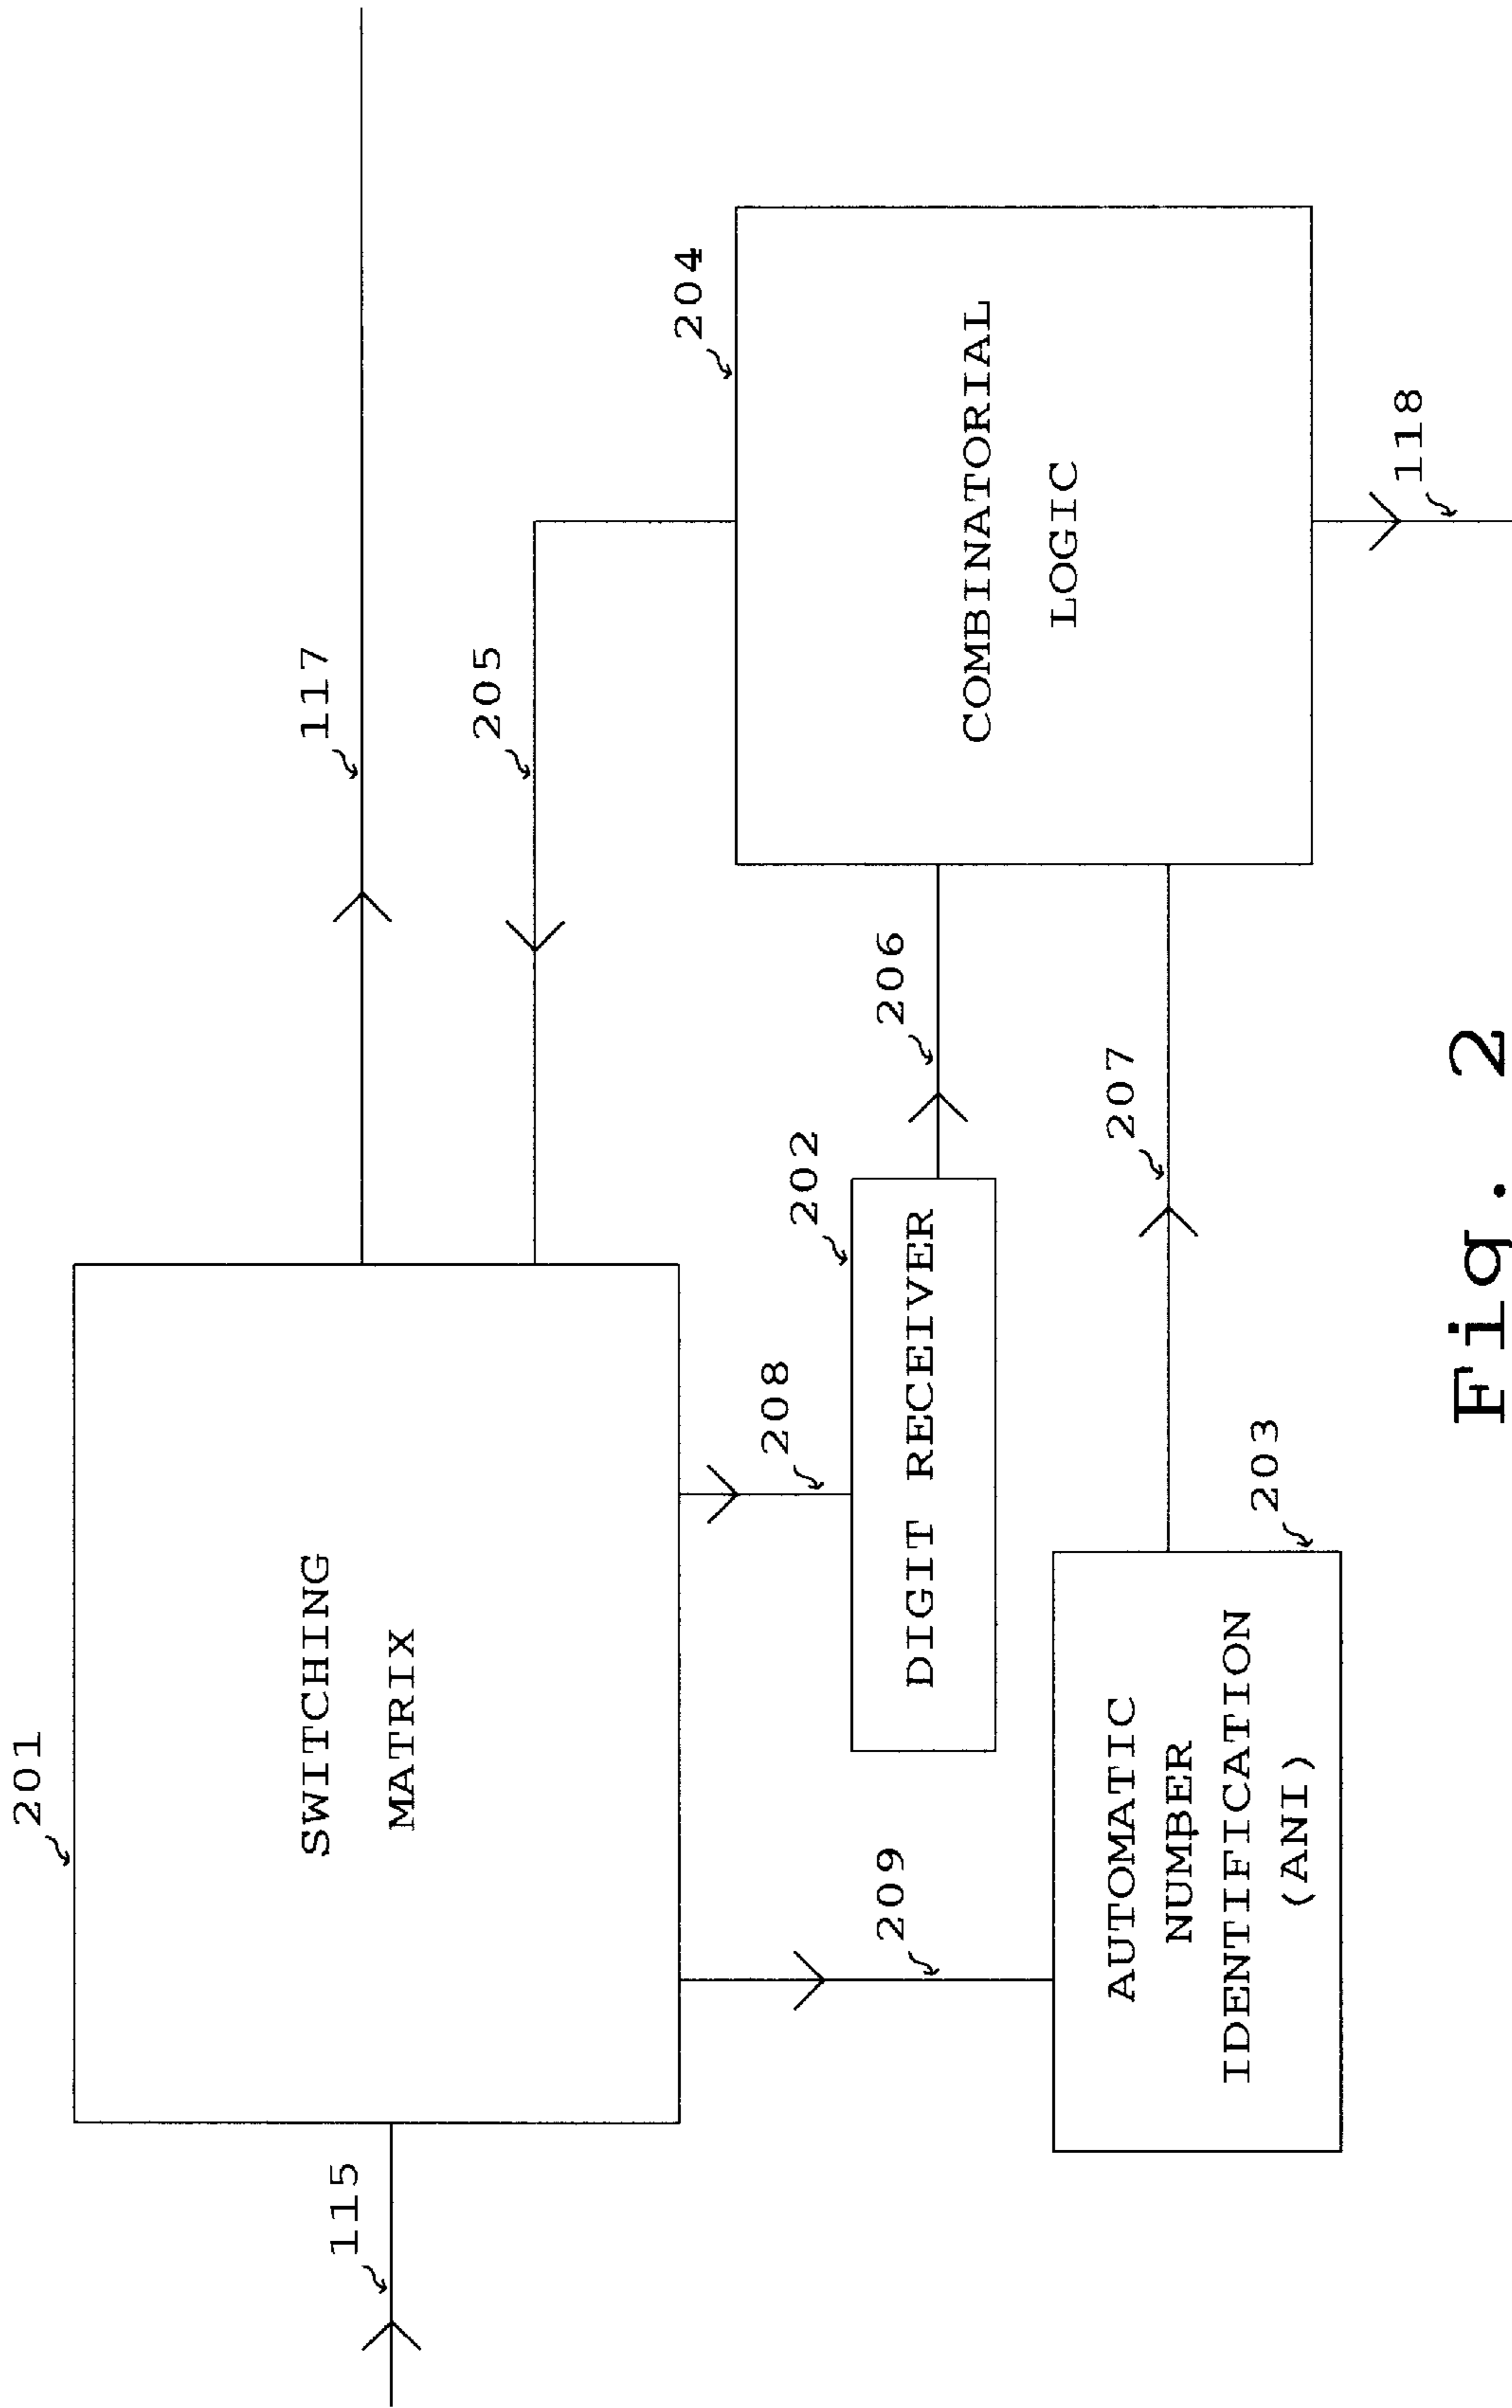 201
117
115
SWITCHING
MATRIX
205
204
208
202
209
DIGIT RECEIVER
206
COMBINATORIAL
LOGIC
AUTOMATIC
NUMBER
IDENTIFICATION
(ANI)
207
203
118
Fig. 2